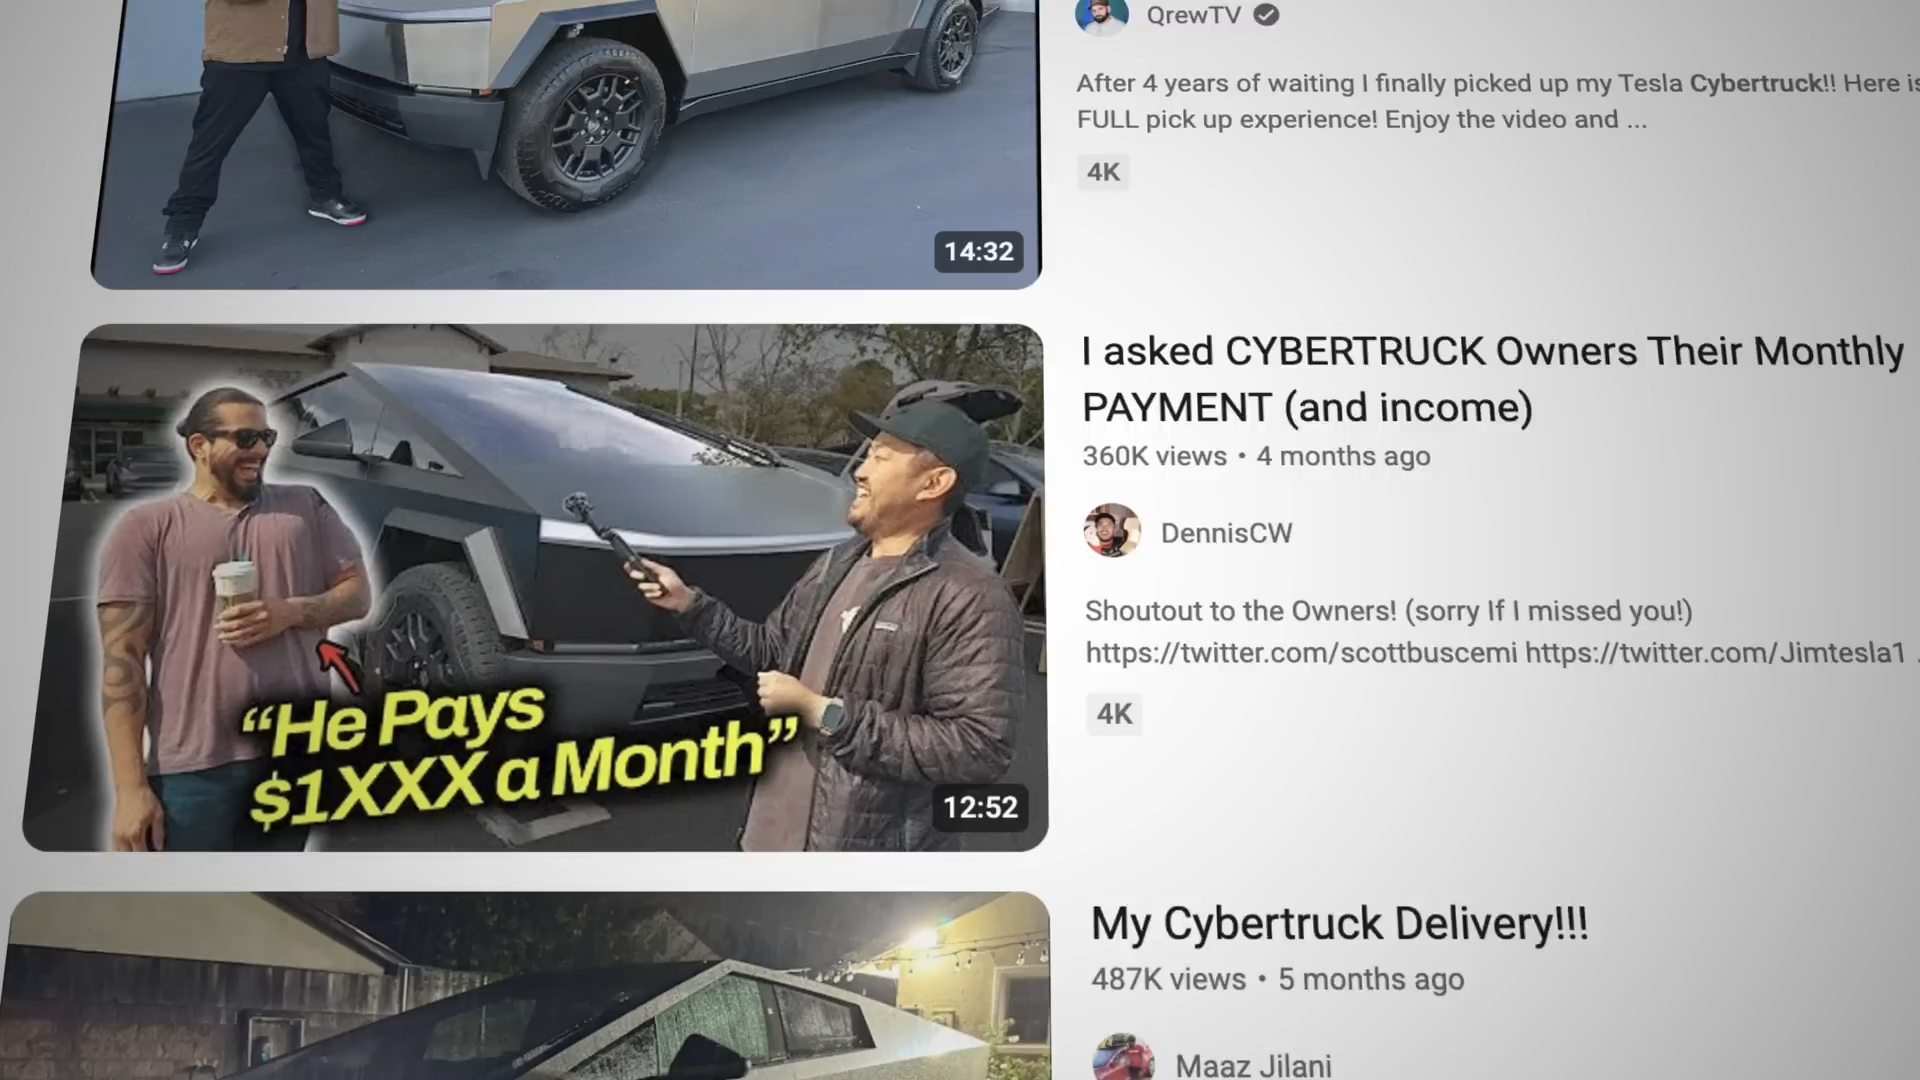 QrewTV
After 4 years of waiting I finally picked up my Tesla Cybertruck!! Here is
FULL pick up experience! Enjoy the video and ...
4K
14:32
I asked CYBERTRUCK Owners Their Monthly
PAYMENT (and income)
360K views • 4 months ago
DennisCW
Shoutout to the Owners! (sorry If I missed you!)
https://twitter.com/scottbuscemi https://twitter.com/Jimtesla1
4K
“He Pays
$1XXX a Month”
12:52
My Cybertruck Delivery!!!
487K views • 5 months ago
Maaz Jilani